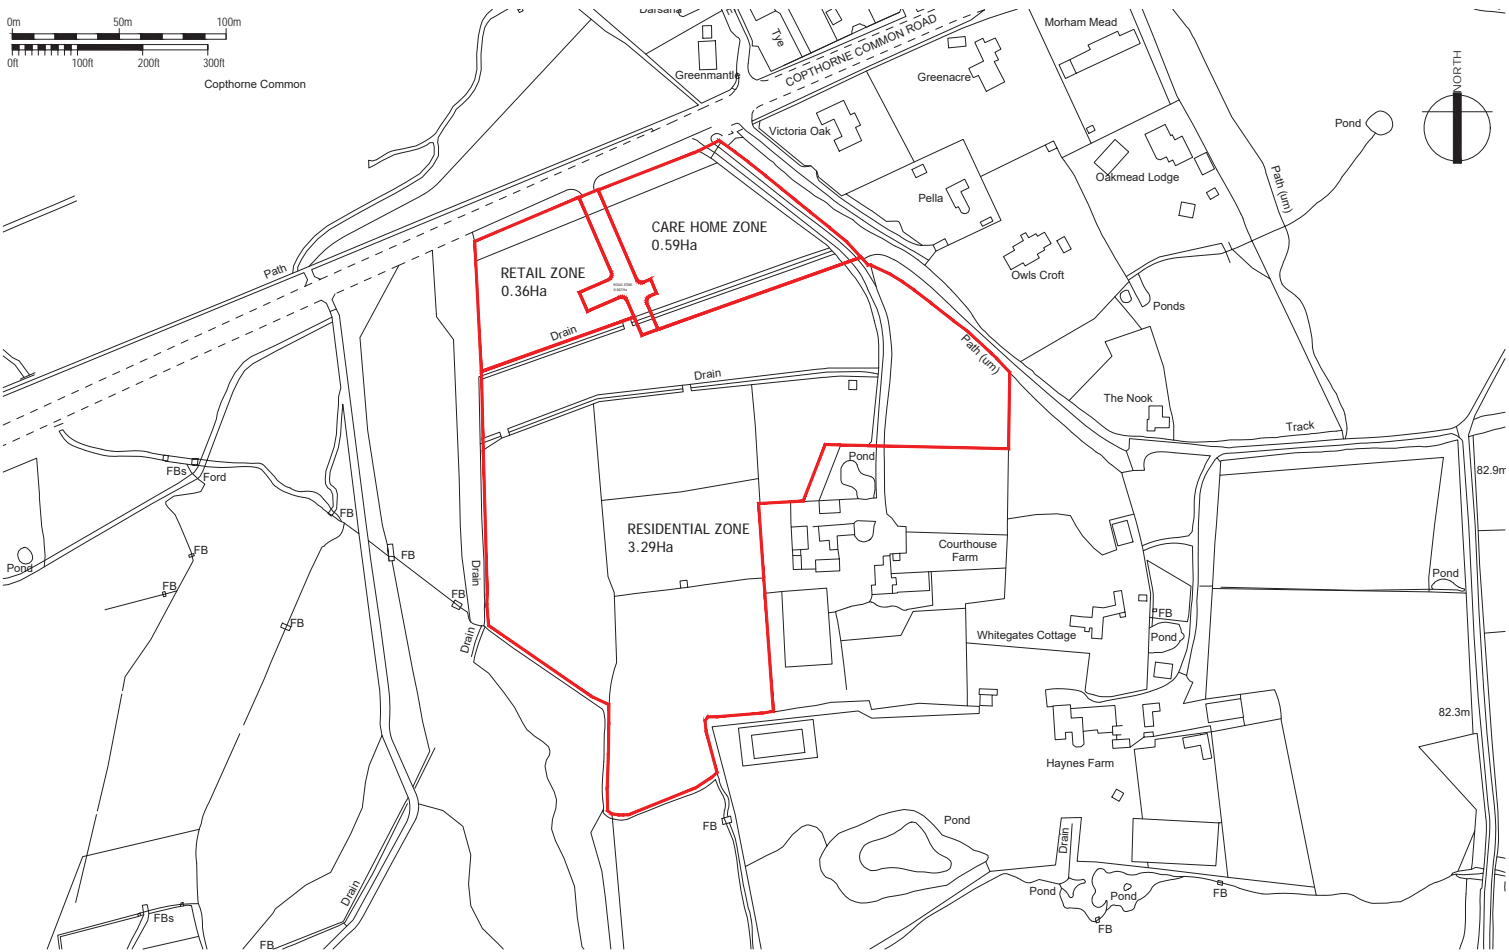 0m 50m 100m
0ft 100ft 200ft 300ft
Copthorne Common
Greenmantle
Tye
COPTHORNE COMMON ROAD
Morham Mead
Greenacre
NORTH
Victoria Oak
Pond
Oakmead Lodge
Path (um)
Pella
CARE HOME ZONE
0.59Ha
Path
RETAIL ZONE
0.36Ha
Owls Croft
Ponds
Drain
Path (um)
Drain
The Nook
Track
Pond
FBs
Ford
82.9m
FB
RESIDENTIAL ZONE
3.29Ha
Courthouse
Farm
FB
FB
Pond
Drain
Pond
FB
FB
FB
FB
Whitegates Cottage
Pond
Drain
82.3m
Haynes Farm
FB
Pond
Drain
Drain
Pond
Pond
FB
FBs
FB
FB